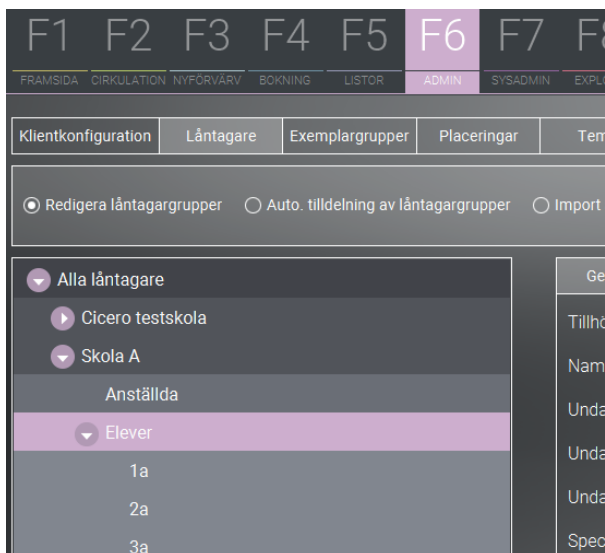 F1 F2 F3 F4 F5 F6 F7
FRAMSIDA CIRKULATION NYFÖRVÄRV BOKNING LISTOR ADMIN SYSADMIN
Klientkonfiguration Låntagare Exemplargrupper Placeringar
Redigera låntagargrupper Auto. tilldelning av låntagargrupper Import
Alla låntagare
Cicero testskola
Skola A
Anställda
Elever
1a
2a
3a